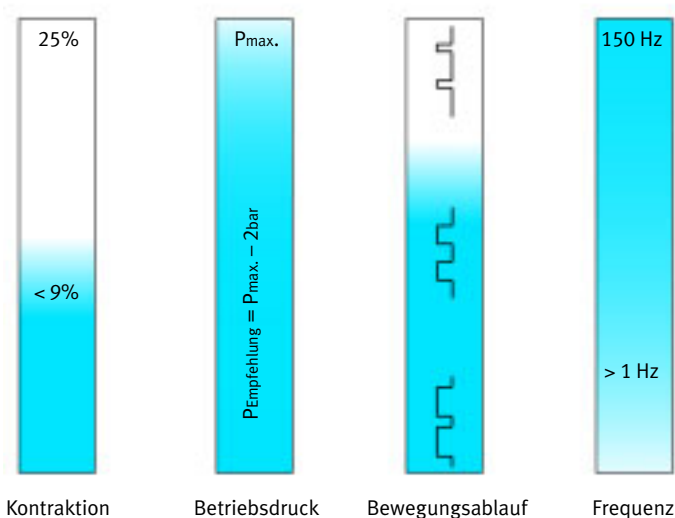 25%
Pmax.
150 Hz
< 9%
PEmpfehlung = Pmax. – 2bar
> 1 Hz
Kontraktion
Betriebsdruck
Bewegungsablauf
Frequenz